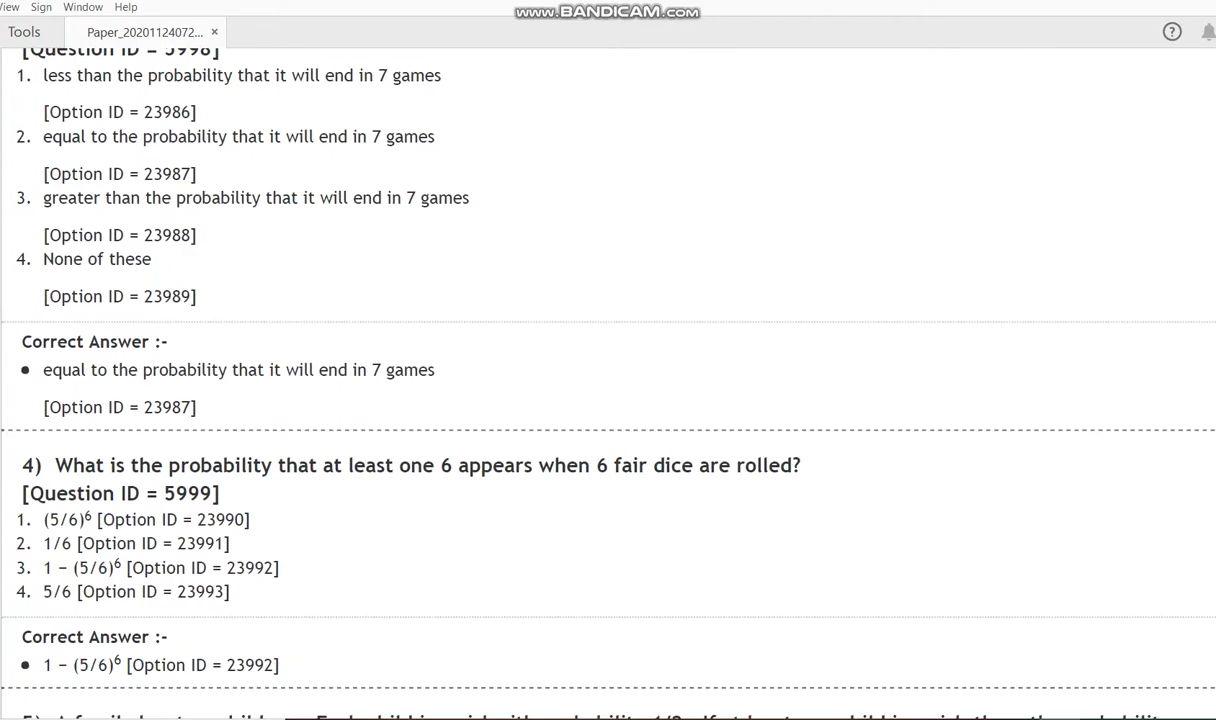 View Sign Window Help
www.BANDICAM.com
Tools Paper_20201124072... ×
[Question ID = 5998]
1. less than the probability that it will end in 7 games
[Option ID = 23986]
2. equal to the probability that it will end in 7 games
[Option ID = 23987]
3. greater than the probability that it will end in 7 games
[Option ID = 23988]
4. None of these
[Option ID = 23989]
Correct Answer :-
• equal to the probability that it will end in 7 games
[Option ID = 23987]
4) What is the probability that at least one 6 appears when 6 fair dice are rolled?
[Question ID = 5999]
1. (5/6)⁶ [Option ID = 23990]
2. 1/6 [Option ID = 23991]
3. 1 − (5/6)⁶ [Option ID = 23992]
4. 5/6 [Option ID = 23993]
Correct Answer :-
• 1 − (5/6)⁶ [Option ID = 23992]